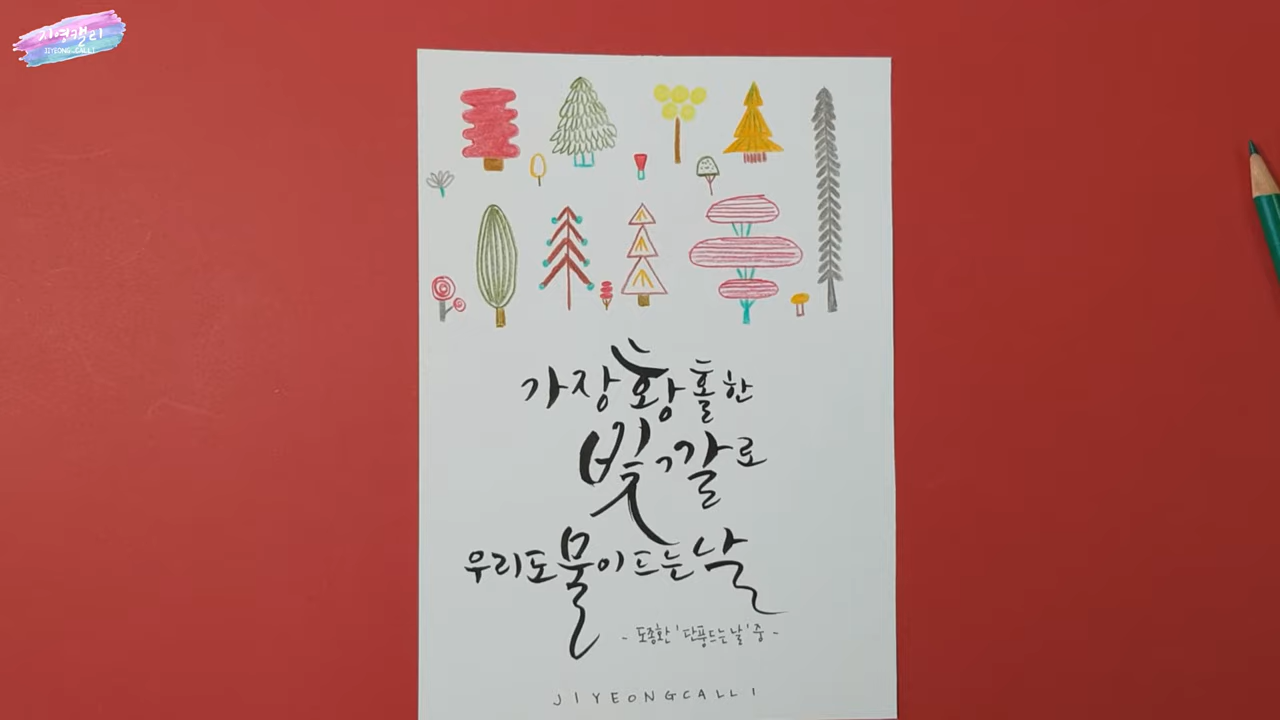 지영캘리
JIYEONG CALLI
가장 황홀한
빛깔로
우리도 물이 드는 날
- 도종환 '단풍드는 날' 중 -
JIYEONGCALLI